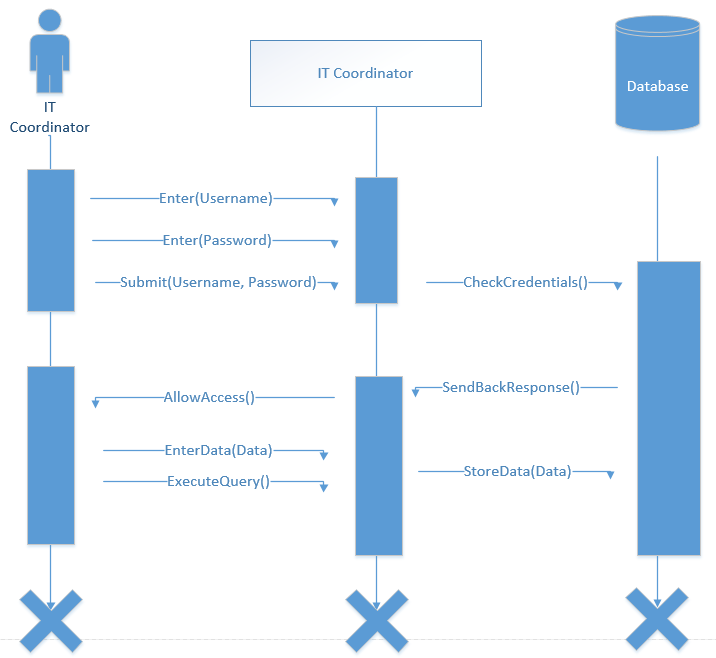 IT
Coordinator
IT Coordinator
Database
Enter(Username)
Enter(Password)
Submit(Username, Password)
CheckCredentials()
SendBackResponse()
AllowAccess()
EnterData(Data)
StoreData(Data)
ExecuteQuery()